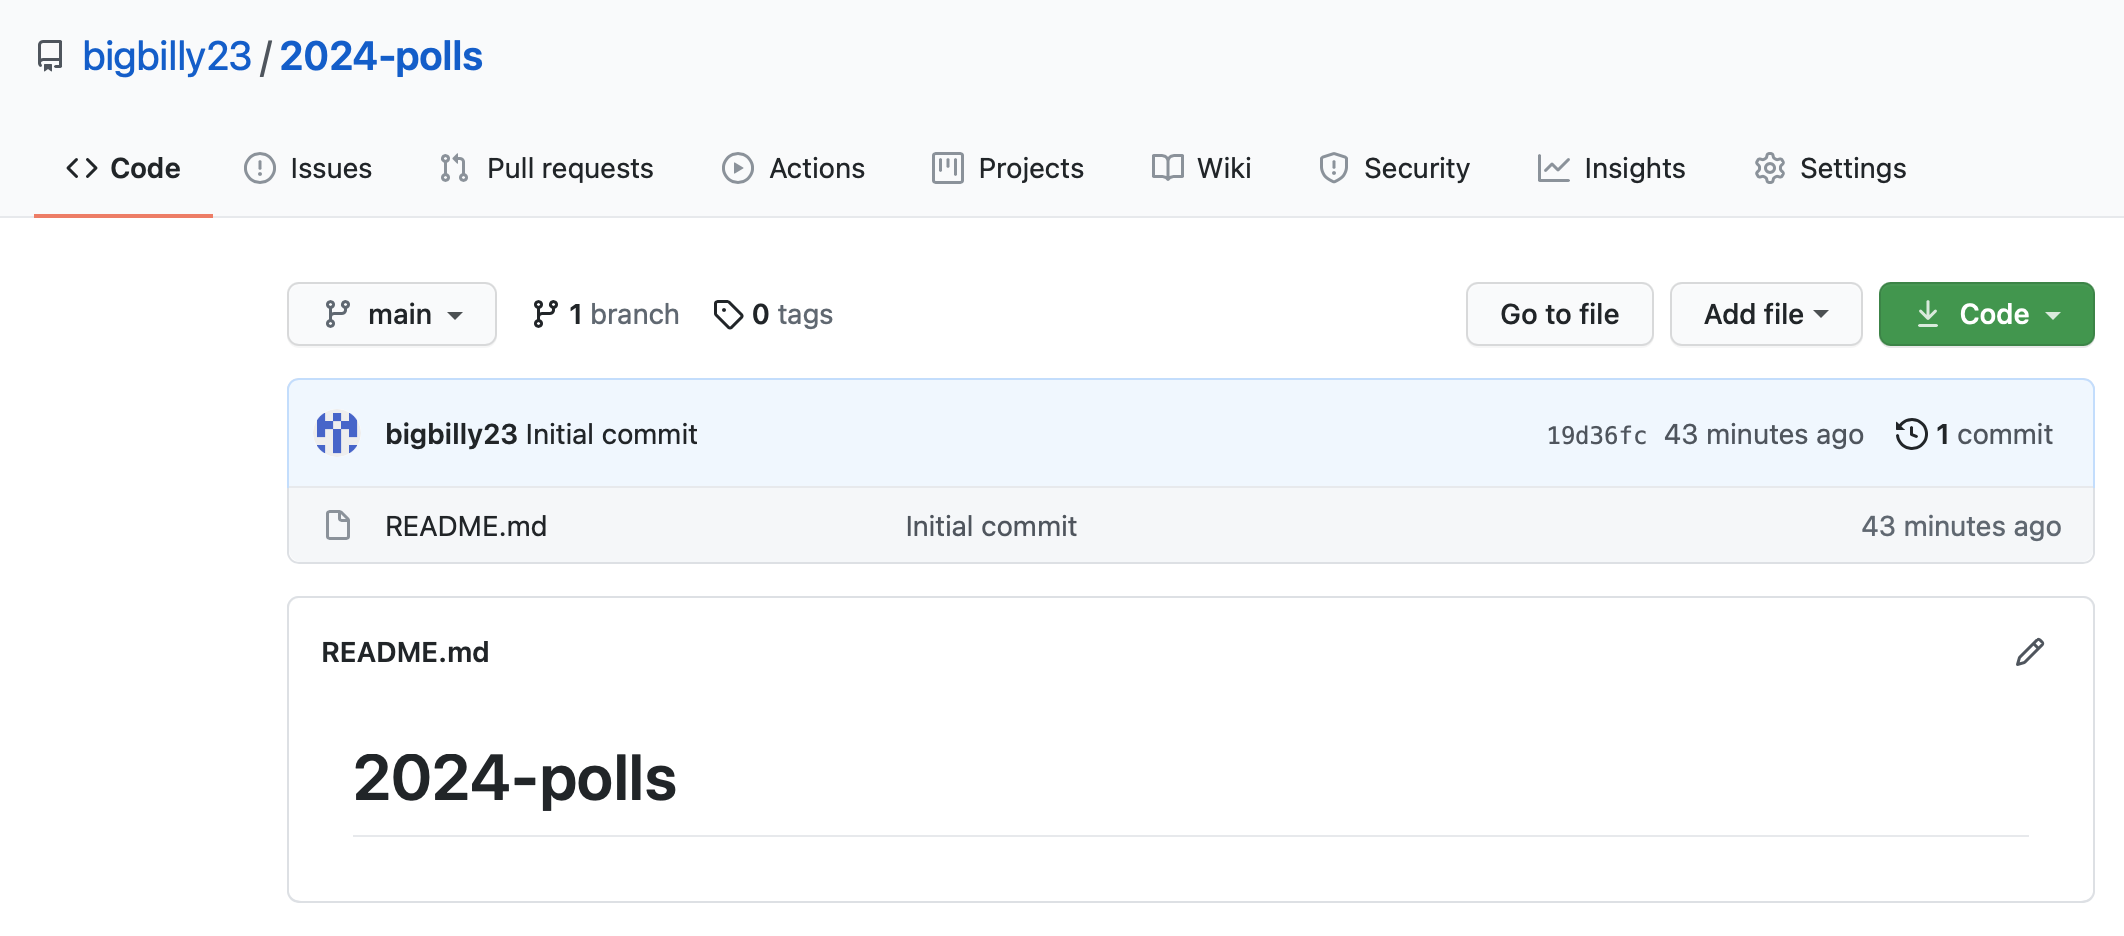 bigbilly23 / 2024-polls
Code Issues Pull requests Actions Projects Wiki Security Insights Settings
main 1 branch 0 tags Go to file Add file Code
bigbilly23 Initial commit 19d36fc 43 minutes ago 1 commit
README.md Initial commit 43 minutes ago
README.md
2024-polls